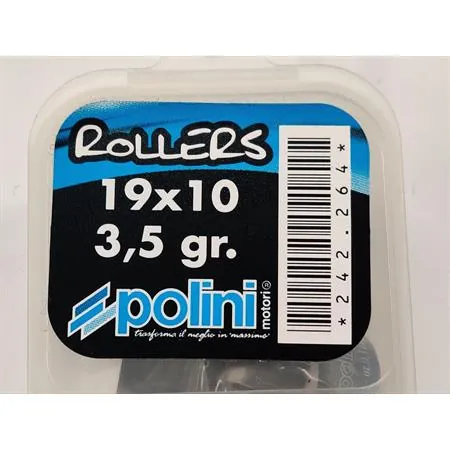 ROLLERS
19x10
3,5 gr.
polini
motori®
trasforma il meglio in "massimo"
*242.264*